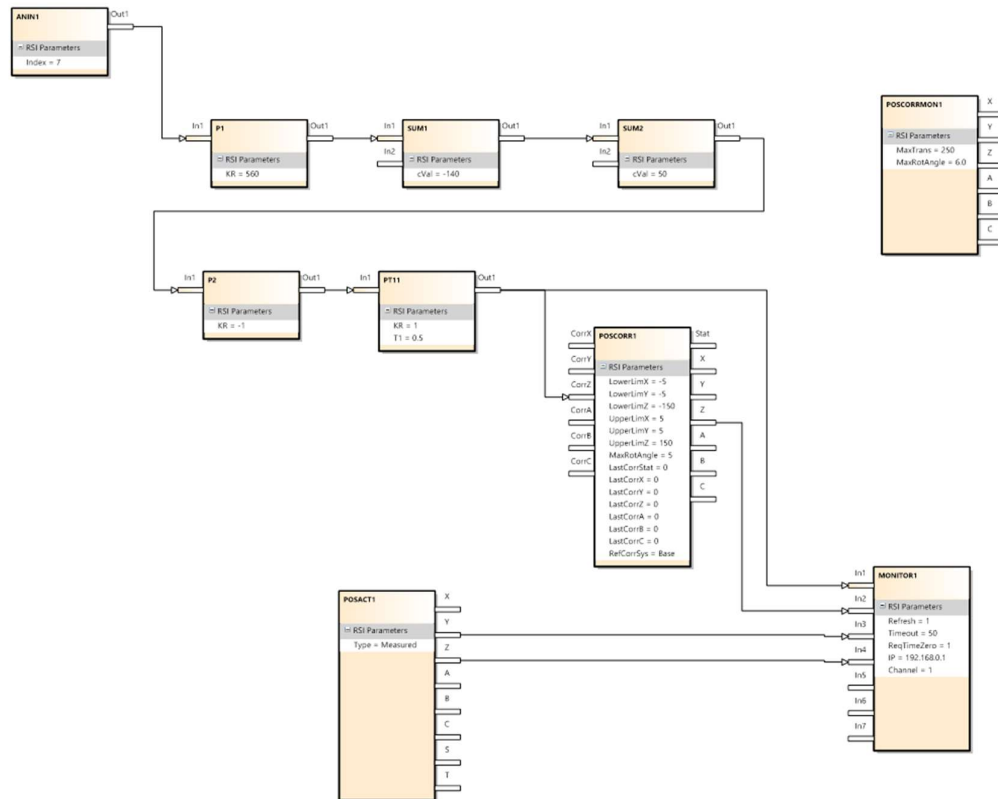 ANIN1
Out1
RSI Parameters
Index = 7
In1
P1
Out1
RSI Parameters
KR = 560
In1
In2
SUM1
Out1
RSI Parameters
cVal = -140
In1
In2
SUM2
Out1
RSI Parameters
cVal = 50
POSCORRMON1
RSI Parameters
MaxTrans = 250
MaxRotAngle = 6.0
X
Y
Z
A
B
C
In1
P2
Out1
RSI Parameters
KR = -1
In1
PT11
Out1
RSI Parameters
KR = 1
T1 = 0.5
CorrX
CorrY
CorrZ
CorrA
CorrB
CorrC
POSCORR1
RSI Parameters
LowerLimX = -5
LowerLimY = -5
LowerLimZ = -150
UpperLimX = 5
UpperLimY = 5
UpperLimZ = 150
MaxRotAngle = 5
LastCorrStat = 0
LastCorrX = 0
LastCorrY = 0
LastCorrZ = 0
LastCorrA = 0
LastCorrB = 0
LastCorrC = 0
RefCorrSys = Base
Stat
X
Y
Z
A
B
C
POSACT1
RSI Parameters
Type = Measured
X
Y
Z
A
B
C
S
T
In1
In2
In3
In4
In5
In6
In7
MONITOR1
RSI Parameters
Refresh = 1
Timeout = 50
ReqTimeZero = 1
IP = 192.168.0.1
Channel = 1